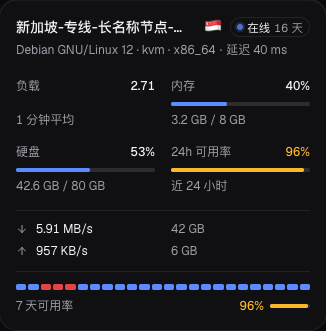 新加坡-专线-长名称节点-... 🇸🇬 在线 16 天
Debian GNU/Linux 12 · kvm · x86_64 · 延迟 40 ms
负载 2.71 内存 40%
1 分钟平均 3.2 GB / 8 GB
硬盘 53% 24h 可用率 96%
42.6 GB / 80 GB 近 24 小时
↓ 5.91 MB/s 42 GB
↑ 957 KB/s 6 GB
7 天可用率 96%